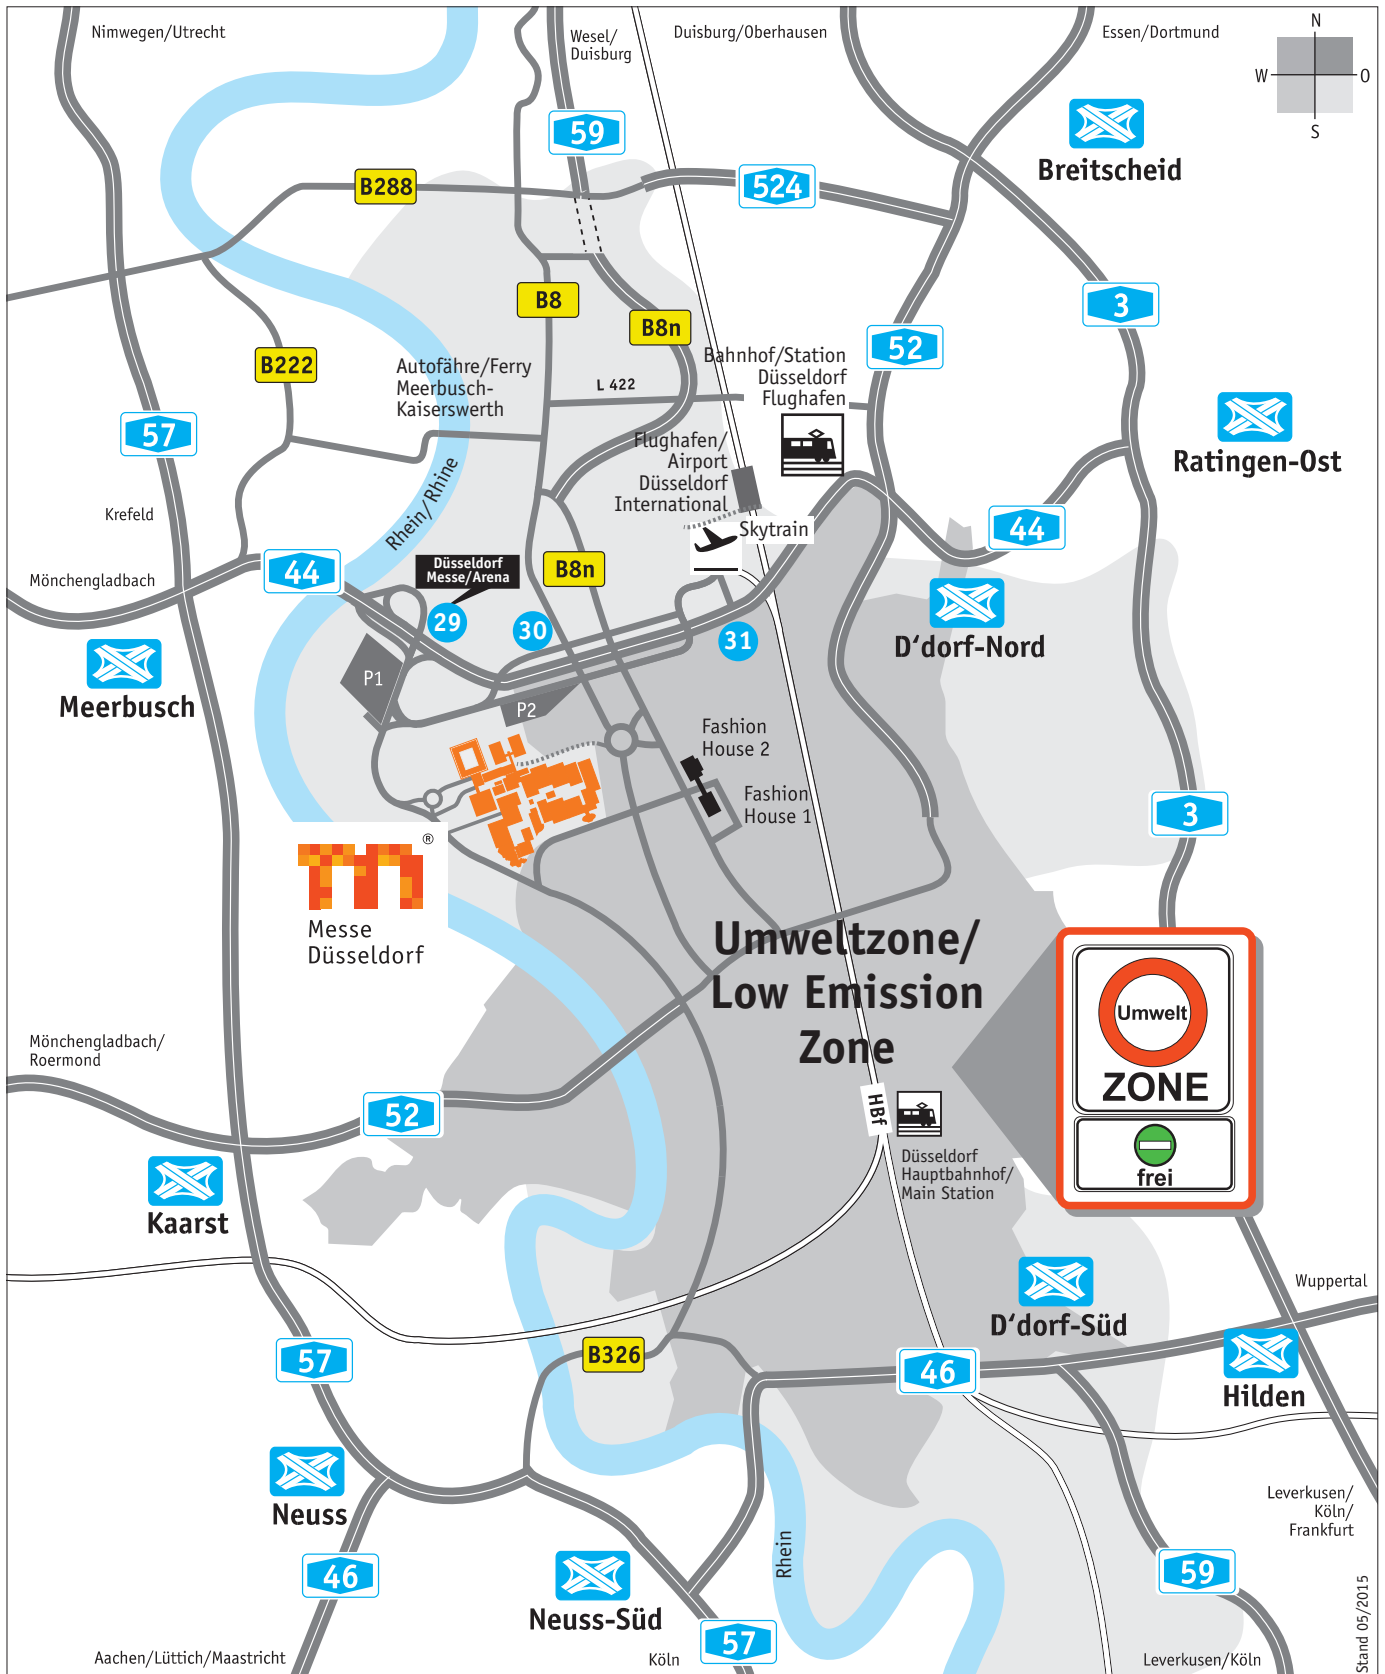 Nimwegen/Utrecht
Wesel/
Duisburg
Duisburg/Oberhausen
Essen/Dortmund
N
W
O
S
59
Breitscheid
B288
524
B8
B8n
3
52
B222
Autofähre/Ferry
Meerbusch-
Kaiserswerth
L 422
Bahnhof/Station
Düsseldorf
Flughafen
57
Flughafen/
Airport
Düsseldorf
International
Ratingen-Ost
Rhein/Rhine
Krefeld
Skytrain
44
Mönchengladbach
44
Düsseldorf
Messe/Arena
B8n
29
30
31
D‘dorf-Nord
Meerbusch
P1
P2
Fashion
House 2
Fashion
House 1
3
®
Messe
Düsseldorf
Umweltzone/
Low Emission
Zone
Umwelt
ZONE
frei
Mönchengladbach/
Roermond
52
HBf
Düsseldorf
Hauptbahnhof/
Main Station
Kaarst
Wuppertal
D‘dorf-Süd
57
B326
46
Hilden
Neuss
Leverkusen/
Köln/
Frankfurt
Rhein
46
59
Neuss-Süd
57
Aachen/Lüttich/Maastricht
Köln
Leverkusen/Köln
Stand 05/2015